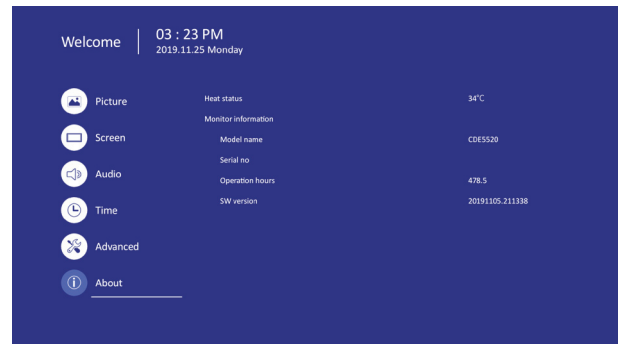 Welcome
03 : 23 PM
2019.11.25 Monday
Picture
Screen
Audio
Time
Advanced
About
Heat status 34°C
Monitor information
Model name CDE5520
Serial no
Operation hours 478.5
SW version 20191105.211338